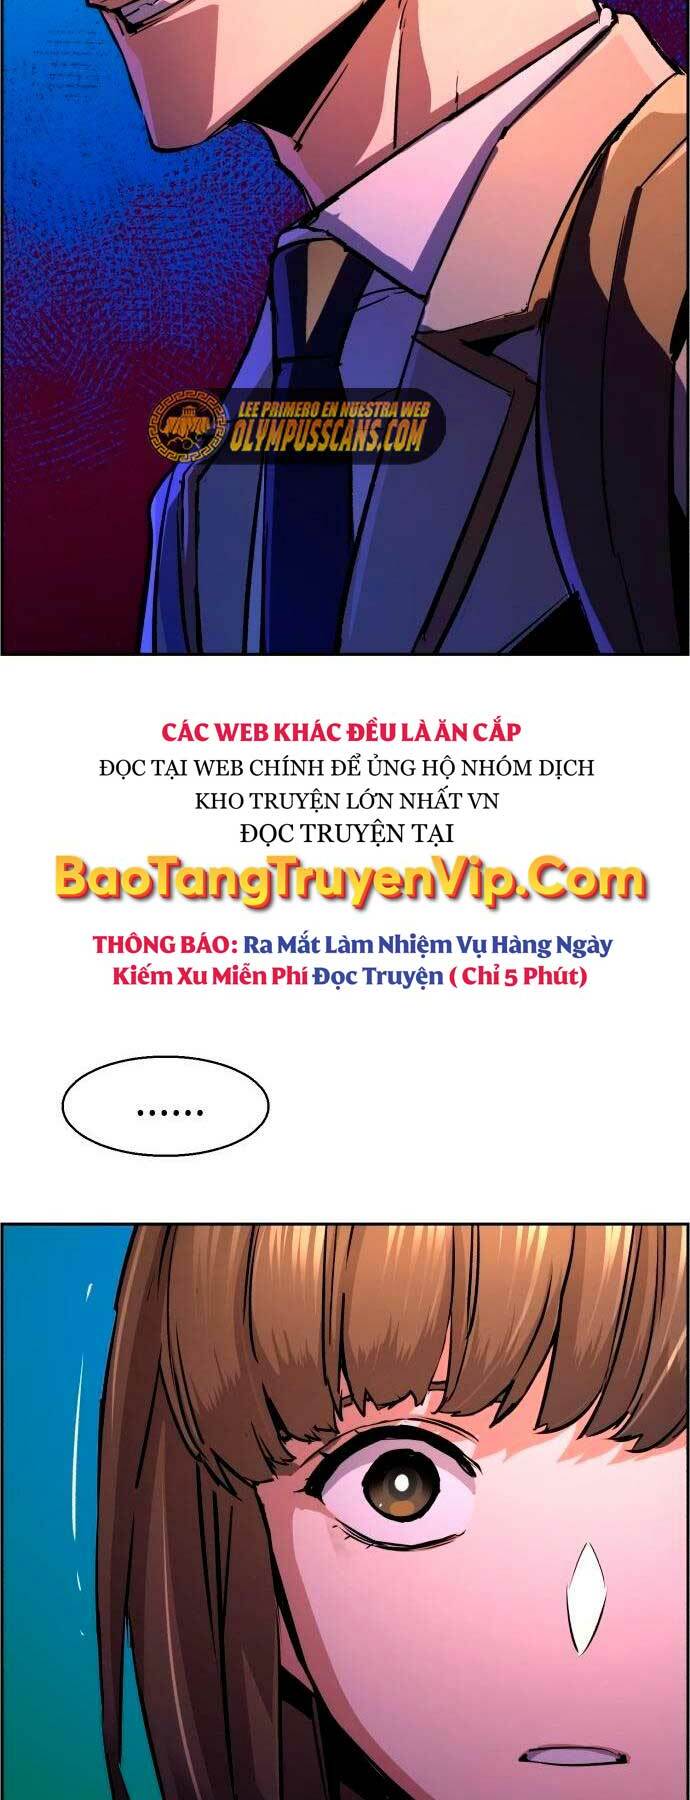 LEE PRIMERO EN NUESTRA WEB
OLYMPUSSCANS.COM
CÁC WEB KHÁC ĐỀU LÀ ĂN CẮP
ĐỌC TẠI WEB CHÍNH ĐỂ ỦNG HỘ NHÓM DỊCH
KHO TRUYỆN LỚN NHẤT VN
ĐỌC TRUYỆN TẠI
BaoTangTruyenVip.Com
THÔNG BÁO: Ra Mắt Làm Nhiệm Vụ Hàng Ngày
Kiếm Xu Miễn Phí Đọc Truyện ( Chỉ 5 Phút)
......